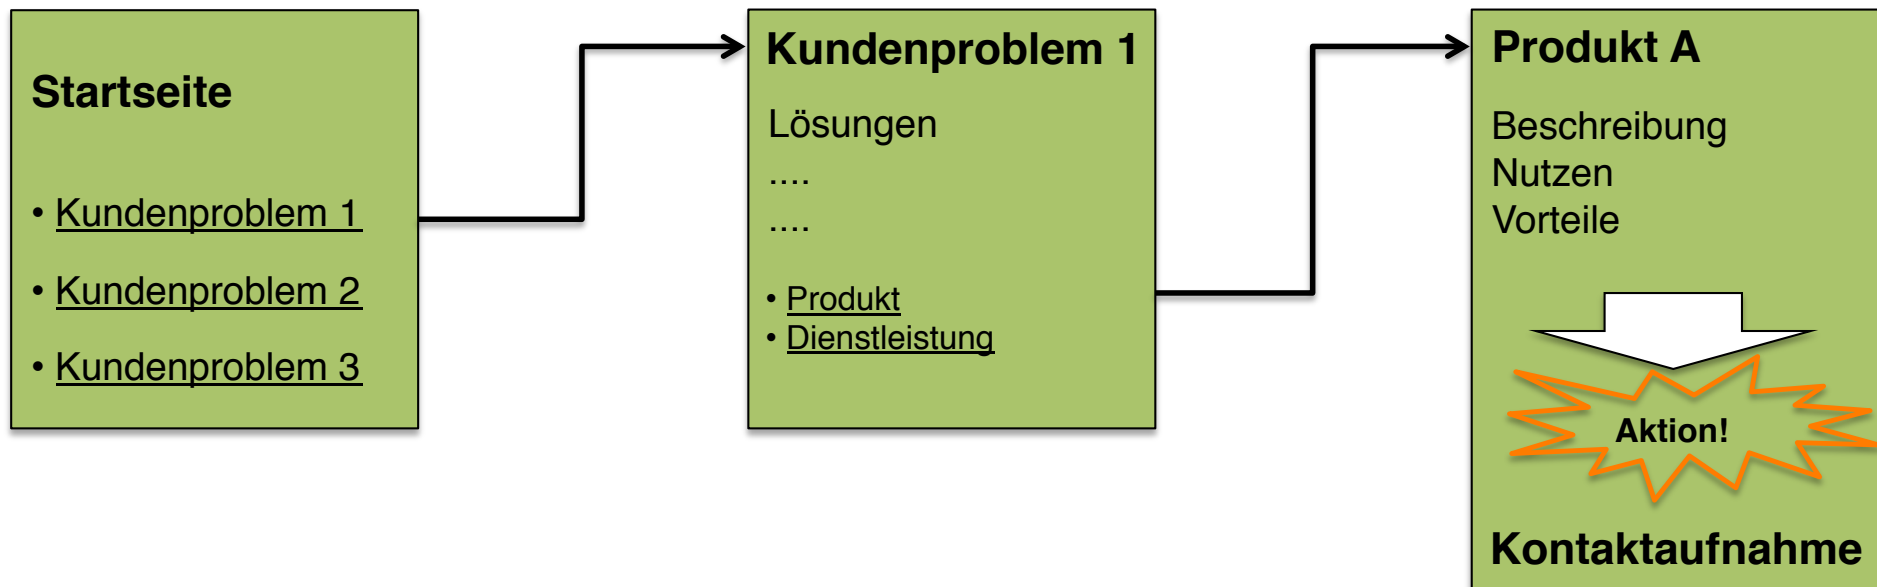 Startseite
• Kundenproblem 1
• Kundenproblem 2
• Kundenproblem 3
Kundenproblem 1
Lösungen
....
....
• Produkt
• Dienstleistung
Produkt A
Beschreibung
Nutzen
Vorteile
Aktion!
Kontaktaufnahme